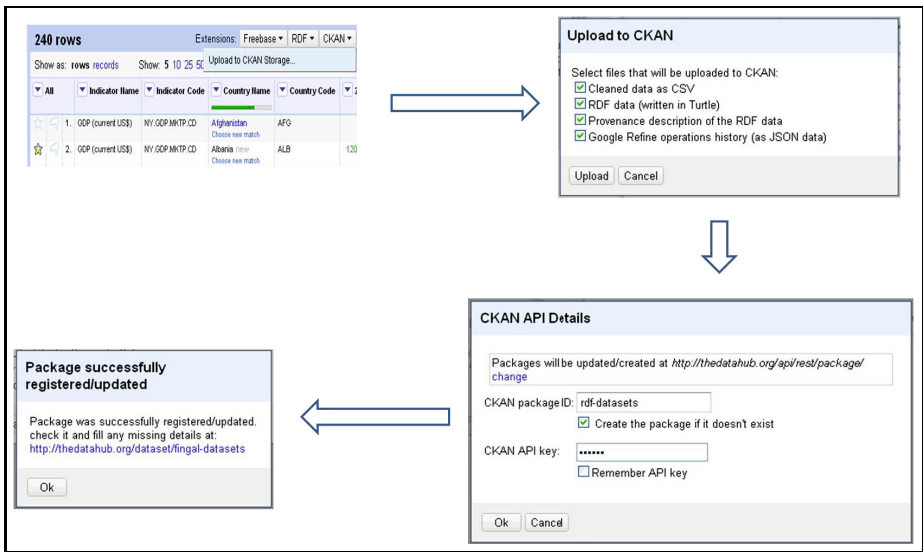 240 rows
Extensions: Freebase RDF CKAN
Show as: rows records Show: 5 10 25 50
Upload to CKAN Storage...
All Indicator Name Indicator Code Country Name Country Code 2
1. GDP (current US$) NY.GDP.MKTP.CD Afghanistan AFG
Choose new match
2. GDP (current US$) NY.GDP.MKTP.CD Albania new ALB 120
Choose new match
Upload to CKAN
Select files that will be uploaded to CKAN:
Cleaned data as CSV
RDF data (written in Turtle)
Provenance description of the RDF data
Google Refine operations history (as JSON data)
Upload Cancel
CKAN API Details
Packages will be updated/created at http://thedatahub.org/api/rest/package/
change
CKAN package ID: rdf-datasets
Create the package if it doesn't exist
CKAN API key: ••••••
Remember API key
Ok Cancel
Package successfully
registered/updated
Package was successfully registered/updated.
check it and fill any missing details at:
http://thedatahub.org/dataset/fingal-datasets
Ok